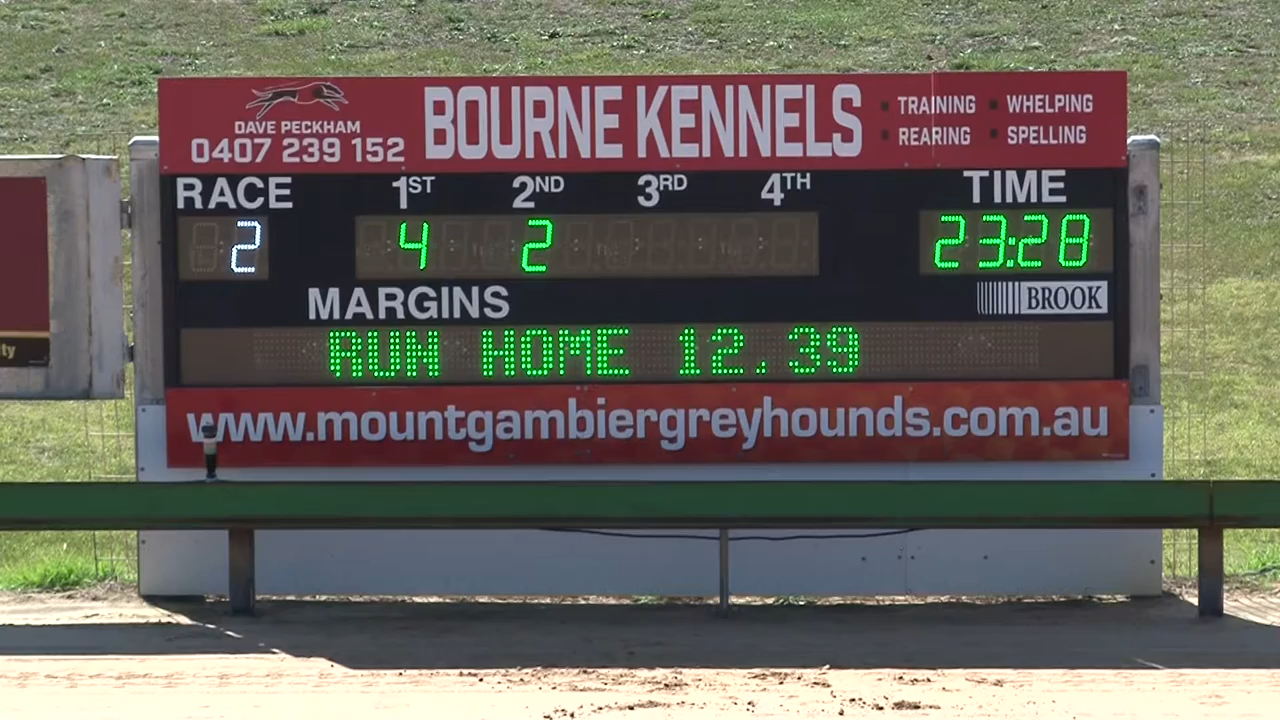 DAVE PECKHAM
0407 239 152
BOURNE KENNELS
TRAINING WHELPING
REARING SPELLING
RACE 1ST 2ND 3RD 4TH TIME
2 4 2 23:28
MARGINS BROOK
RUN HOME 12.39
www.mountgambiergreyhounds.com.au
ity